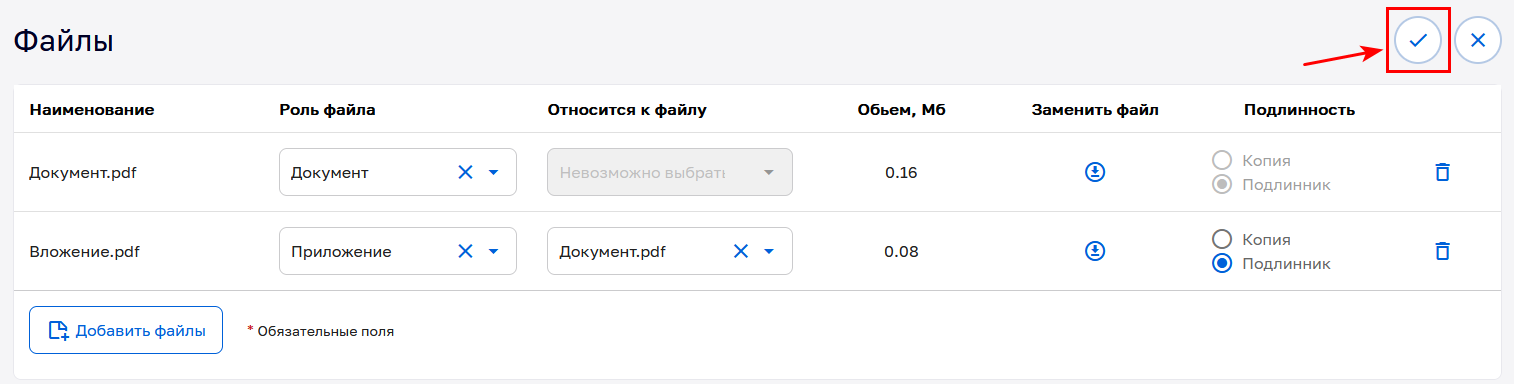 Файлы
Наименование Роль файла Относится к файлу Обьем, Мб Заменить файл Подлинность
Документ.pdf Документ Невозможно выбрать 0.16 Копия
Подлинник
Вложение.pdf Приложение Документ.pdf 0.08 Копия
Подлинник
Добавить файлы * Обязательные поля